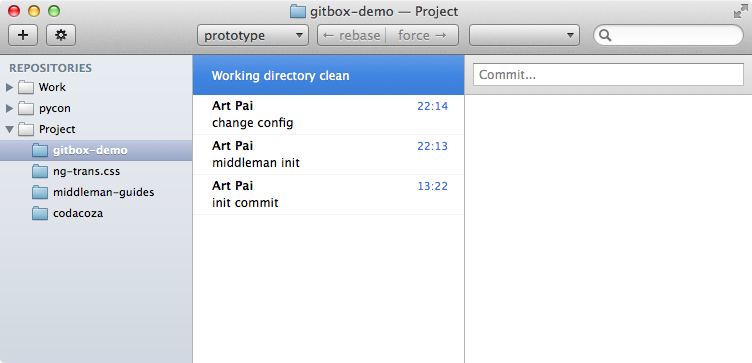 gitbox-demo — Project
prototype
← rebase
force →
REPOSITORIES
Work
pycon
Project
gitbox-demo
ng-trans.css
middleman-guides
codacoza
Working directory clean
Art Pai 22:14
change config
Art Pai 22:13
middleman init
Art Pai 13:22
init commit
Commit...